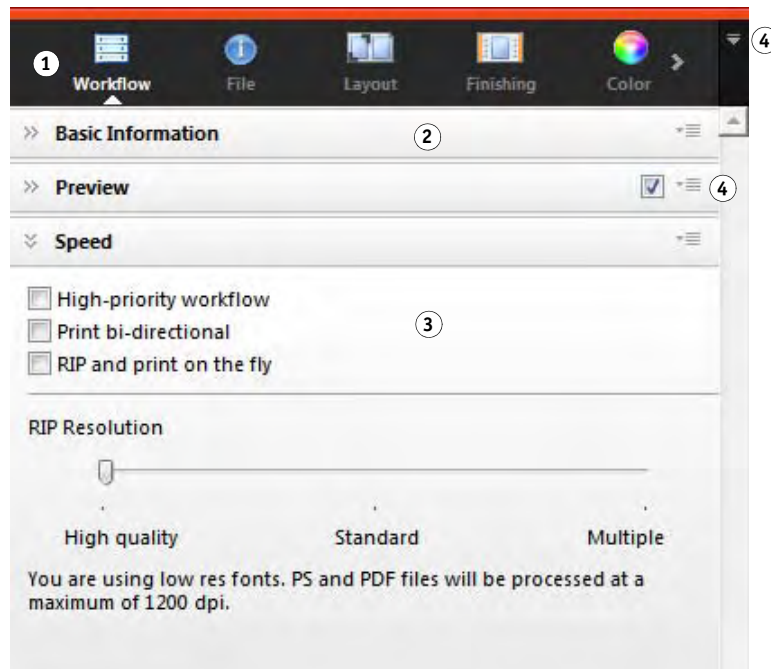 1 Workflow File Layout Finishing Color 4
Basic Information 2
Preview 4
Speed
High-priority workflow
Print bi-directional 3
RIP and print on the fly
RIP Resolution
High quality Standard Multiple
You are using low res fonts. PS and PDF files will be processed at a
maximum of 1200 dpi.